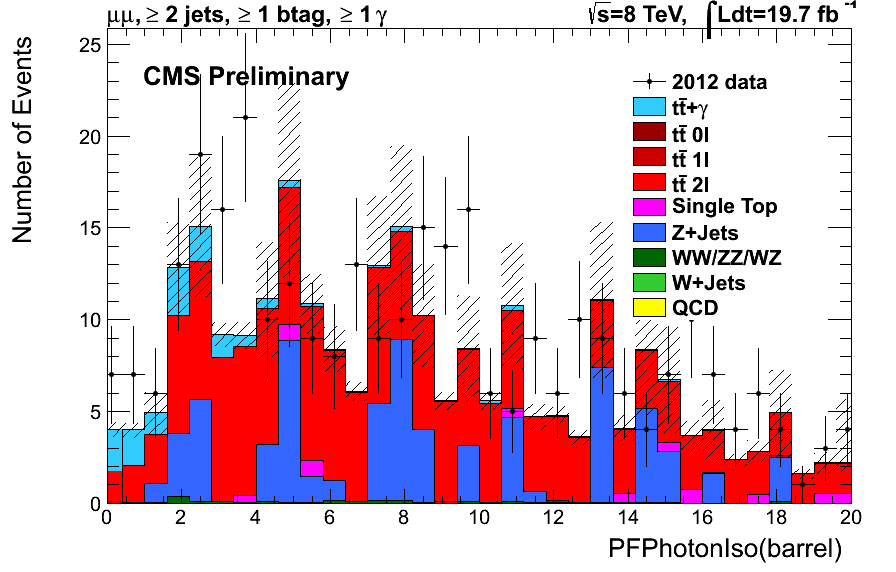 μμ, ≥ 2 jets, ≥ 1 btag, ≥ 1 γ
√s=8 TeV, ∫Ldt=19.7 fb⁻¹
CMS Preliminary
2012 data
tt̄+γ
tt̄ 0l
tt̄ 1l
tt̄ 2l
Single Top
Z+Jets
WW/ZZ/WZ
W+Jets
QCD
Number of Events
25
20
15
10
5
0
0 2 4 6 8 10 12 14 16 18 20
PFPhotonIso(barrel)